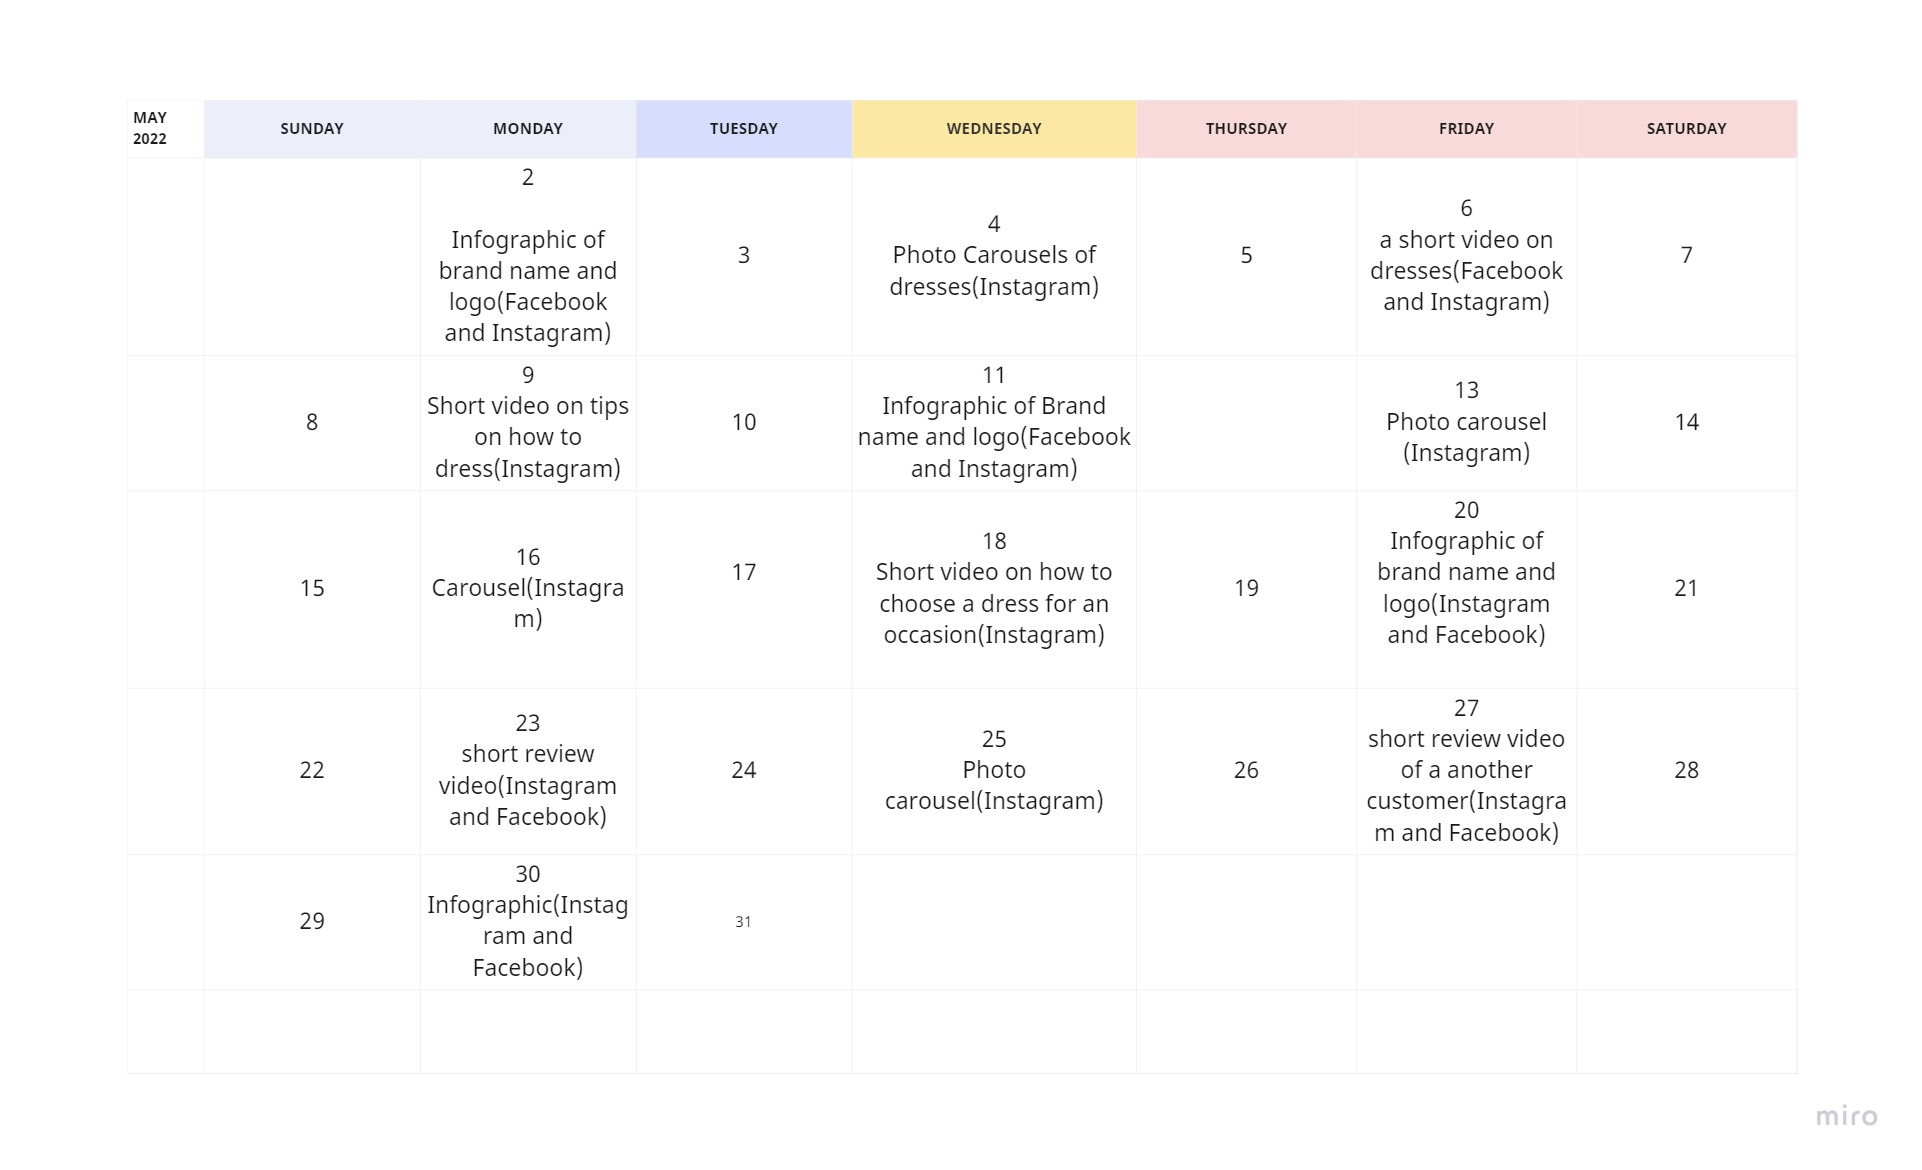 MAY
2022
SUNDAY
MONDAY
TUESDAY
WEDNESDAY
THURSDAY
FRIDAY
SATURDAY
2
Infographic of
brand name and
logo(Facebook
and Instagram)
3
4
Photo Carousels of
dresses(Instagram)
5
6
a short video on
dresses(Facebook
and Instagram)
7
8
9
Short video on tips
on how to
dress(Instagram)
10
11
Infographic of Brand
name and logo(Facebook
and Instagram)
13
Photo carousel
(Instagram)
14
15
16
Carousel(Instagra
m)
17
18
Short video on how to
choose a dress for an
occasion(Instagram)
19
20
Infographic of
brand name and
logo(Instagram
and Facebook)
21
22
23
short review
video(Instagram
and Facebook)
24
25
Photo
carousel(Instagram)
26
27
short review video
of a another
customer(Instagra
m and Facebook)
28
29
30
Infographic(Instag
ram and
Facebook)
31
miro